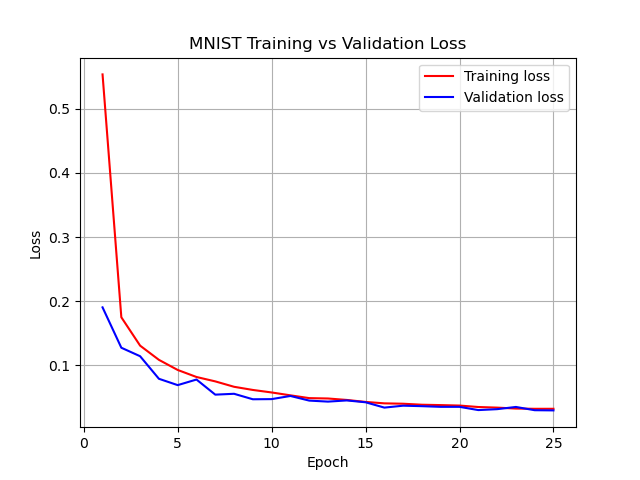 MNIST Training vs Validation Loss
Training loss
Validation loss
Loss
0.5
0.4
0.3
0.2
0.1
0 5 10 15 20 25
Epoch